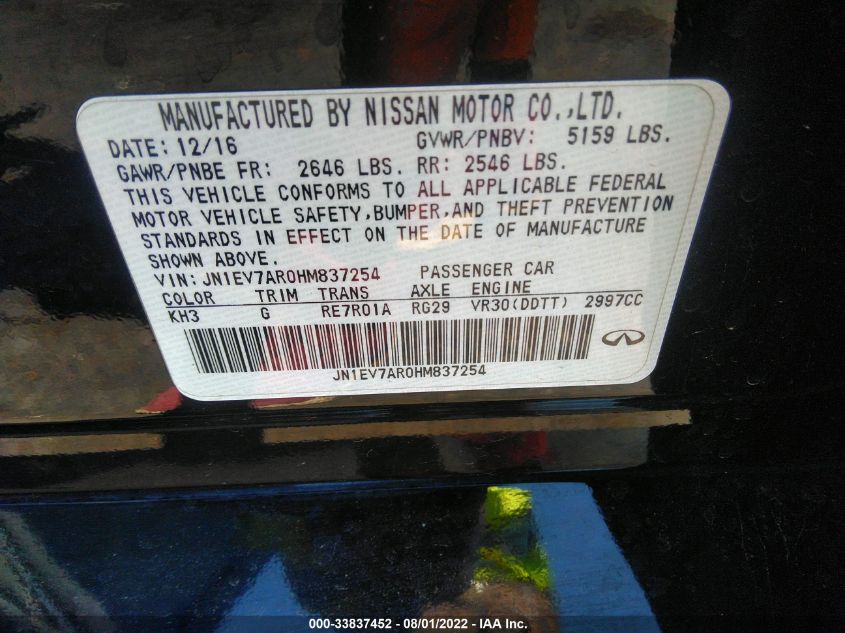 MANUFACTURED BY NISSAN MOTOR CO.,LTD.
DATE: 12/16 GVWR/PNBV: 5159 LBS.
GAWR/PNBE FR: 2646 LBS. RR: 2546 LBS.
THIS VEHICLE CONFORMS TO ALL APPLICABLE FEDERAL
MOTOR VEHICLE SAFETY,BUMPER,AND THEFT PREVENTION
STANDARDS IN EFFECT ON THE DATE OF MANUFACTURE
SHOWN ABOVE.
VIN:JN1EV7AR0HM837254 PASSENGER CAR
COLOR TRIM TRANS AXLE ENGINE
KH3 G RE7R01A RG29 VR30(DDTT) 2997CC
JN1EV7AR0HM837254
000-33837452 - 08/01/2022 - IAA Inc.